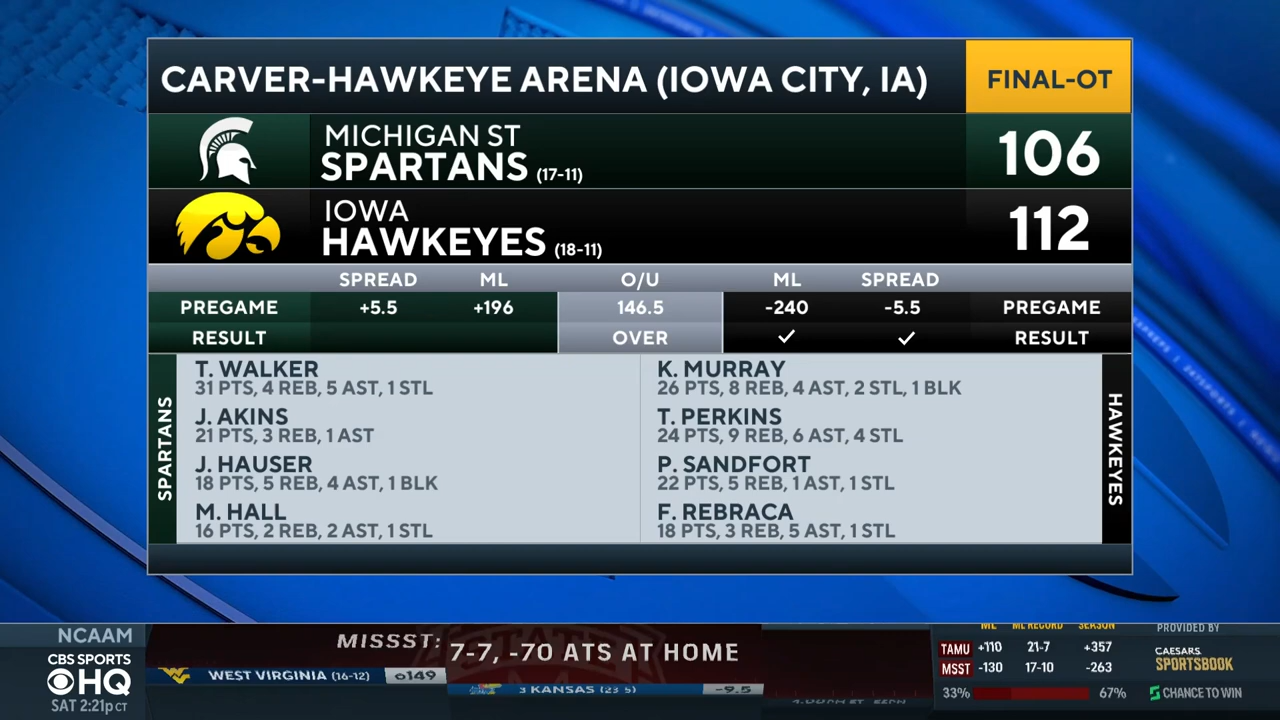 CARVER-HAWKEYE ARENA (IOWA CITY, IA) FINAL-OT
MICHIGAN ST
SPARTANS (17-11) 106
IOWA
HAWKEYES (18-11) 112
SPREAD ML O/U ML SPREAD
PREGAME +5.5 +196 146.5 -240 -5.5 PREGAME
RESULT OVER ✓ ✓ RESULT
SPARTANS
T. WALKER
31 PTS, 4 REB, 5 AST, 1 STL
J. AKINS
21 PTS, 3 REB, 1 AST
J. HAUSER
18 PTS, 5 REB, 4 AST, 1 BLK
M. HALL
16 PTS, 2 REB, 2 AST, 1 STL
K. MURRAY
26 PTS, 8 REB, 4 AST, 2 STL, 1 BLK
T. PERKINS
24 PTS, 9 REB, 6 AST, 4 STL
P. SANDFORT
22 PTS, 5 REB, 1 AST, 1 STL
F. REBRACA
18 PTS, 3 REB, 5 AST, 1 STL
HAWKEYES
NCAAM
CBS SPORTS
HQ
SAT 2:21p CT
MISSST: 7-7, -70 ATS AT HOME
WEST VIRGINIA (16-12) o149
3 KANSAS (23-5) -9.5
ML ML RECORD SEASON
TAMU +110 21-7 +357
MSST -130 17-10 -263
33% 67%
PROVIDED BY
CAESARS
SPORTSBOOK
CHANCE TO WIN